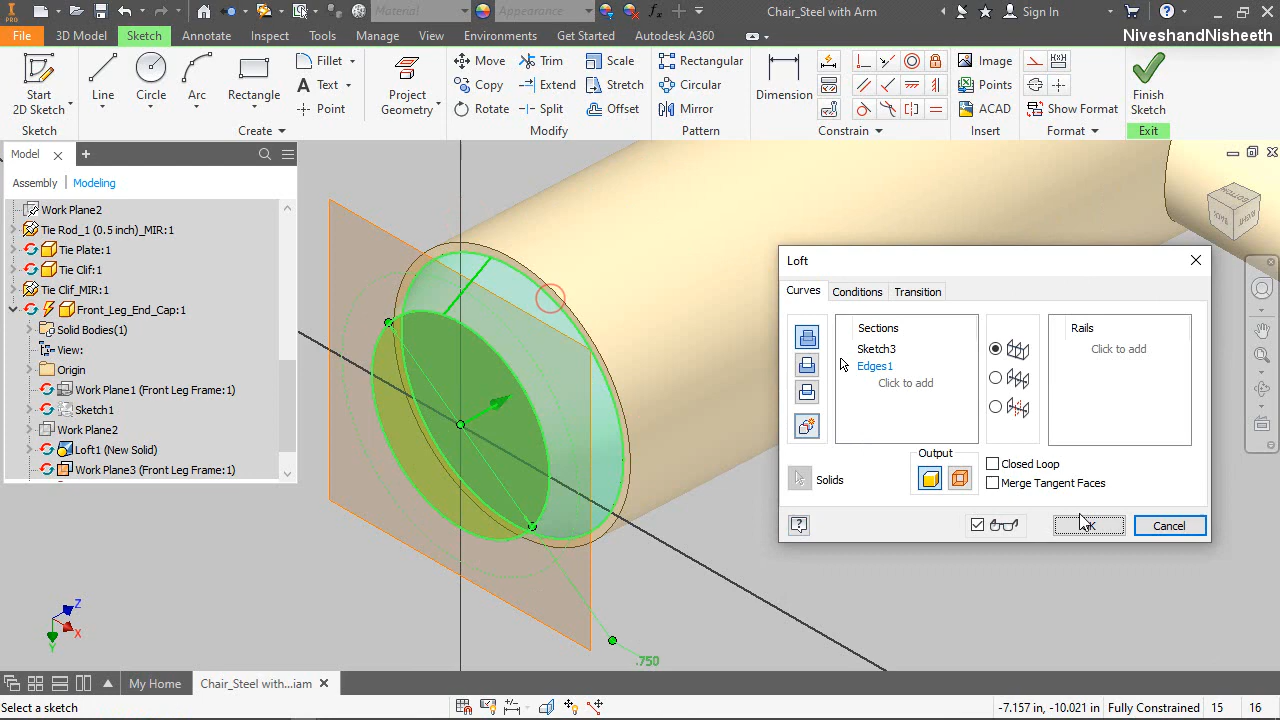 PRO
Material
Appearance
Chair_Steel with Arm
Sign In
File
3D Model
Sketch
Annotate
Inspect
Tools
Manage
View
Environments
Get Started
Autodesk A360
NiveshandNisheeth
Start
2D Sketch
Line
Circle
Arc
Rectangle
Fillet
Text
Point
Project
Geometry
Move
Copy
Rotate
Trim
Extend
Split
Scale
Stretch
Offset
Rectangular
Circular
Mirror
Dimension
Image
Points
ACAD
Show Format
Finish
Sketch
Sketch
Create
Modify
Pattern
Constrain
Insert
Format
Exit
Model
Assembly
Modeling
Work Plane2
Tie Rod_1 (0.5 inch)_MIR:1
Tie Plate:1
Tie Clif:1
Tie Clif_MIR:1
Front_Leg_End_Cap:1
Solid Bodies(1)
View:
Origin
Work Plane1 (Front Leg Frame:1)
Sketch1
Work Plane2
Loft1 (New Solid)
Work Plane3 (Front Leg Frame:1)
Loft
Curves
Conditions
Transition
Sections
Sketch3
Edges1
Click to add
Rails
Click to add
Solids
Output
Closed Loop
Merge Tangent Faces
Cancel
.750
Z
X
Y
My Home
Chair_Steel with...iam
Select a sketch
-7.157 in, -10.021 in
Fully Constrained
15
16